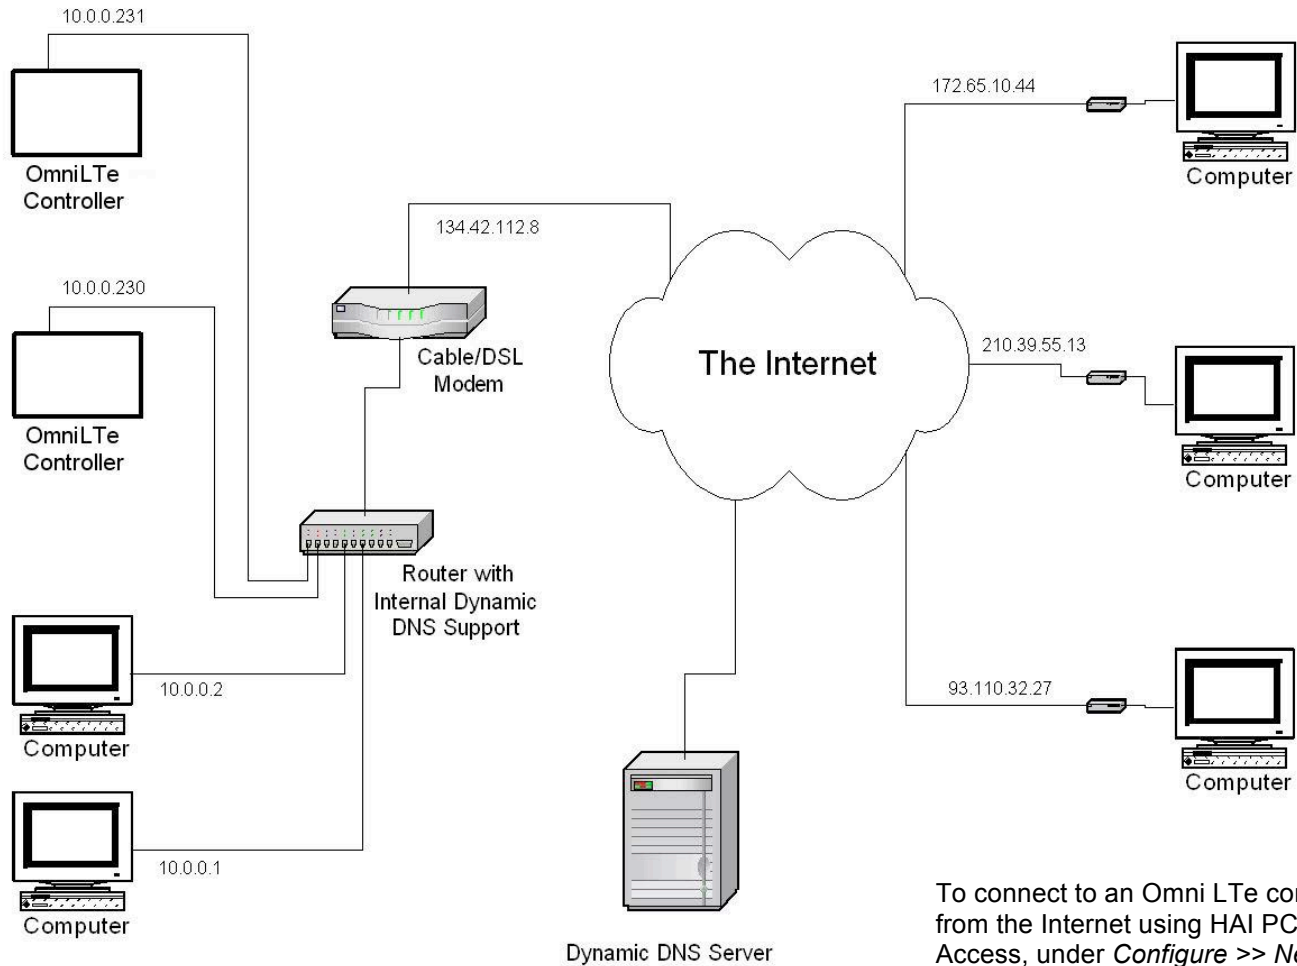 10.0.0.231
OmniLTe
Controller
10.0.0.230
OmniLTe
Controller
134.42.112.8
Cable/DSL
Modem
Router with
Internal Dynamic
DNS Support
10.0.0.2
Computer
10.0.0.1
Computer
The Internet
Dynamic DNS Server
172.65.10.44
Computer
210.39.55.13
Computer
93.110.32.27
Computer
To connect to an Omni LTe
from the Internet using HAI PC
Access, under Configure >>